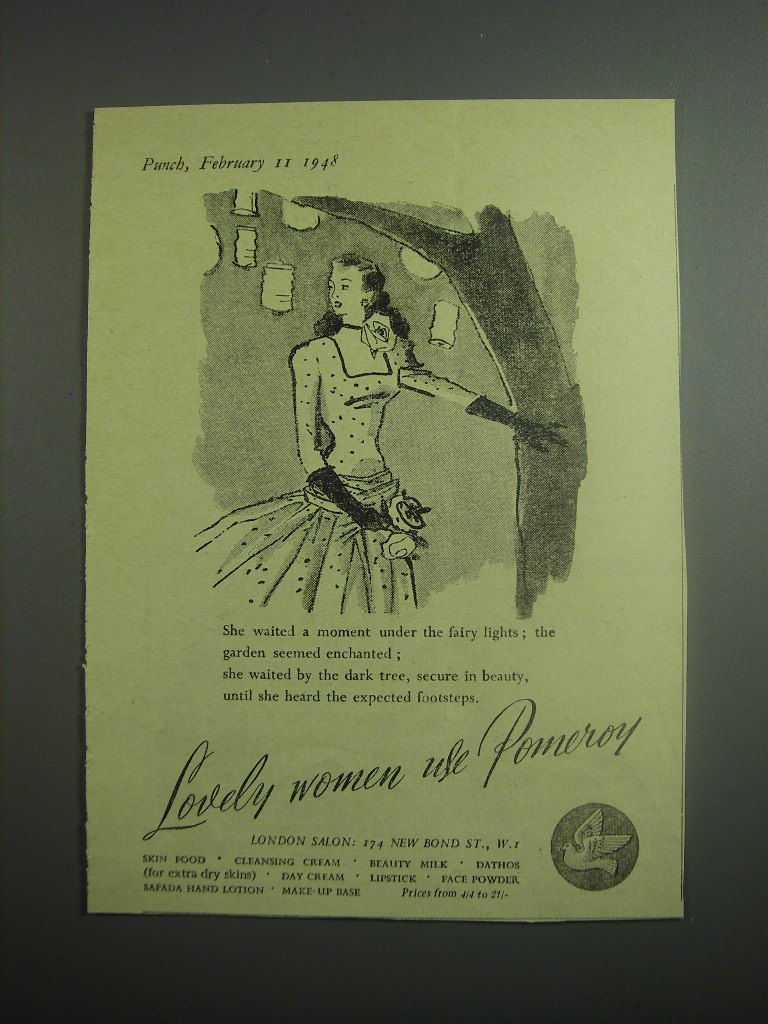 Punch, February 11 1948
She waited a moment under the fairy lights; the
garden seemed enchanted;
she waited by the dark tree, secure in beauty,
until she heard the expected footsteps.
Lovely women use Pomeroy
LONDON SALON: 174 NEW BOND ST., W.1
SKIN FOOD · CLEANSING CREAM · BEAUTY MILK · DATHOS
(for extra dry skins) · DAY CREAM · LIPSTICK · FACE POWDER
SAFADA HAND LOTION · MAKE-UP BASE Prices from 4/4 to 21/-